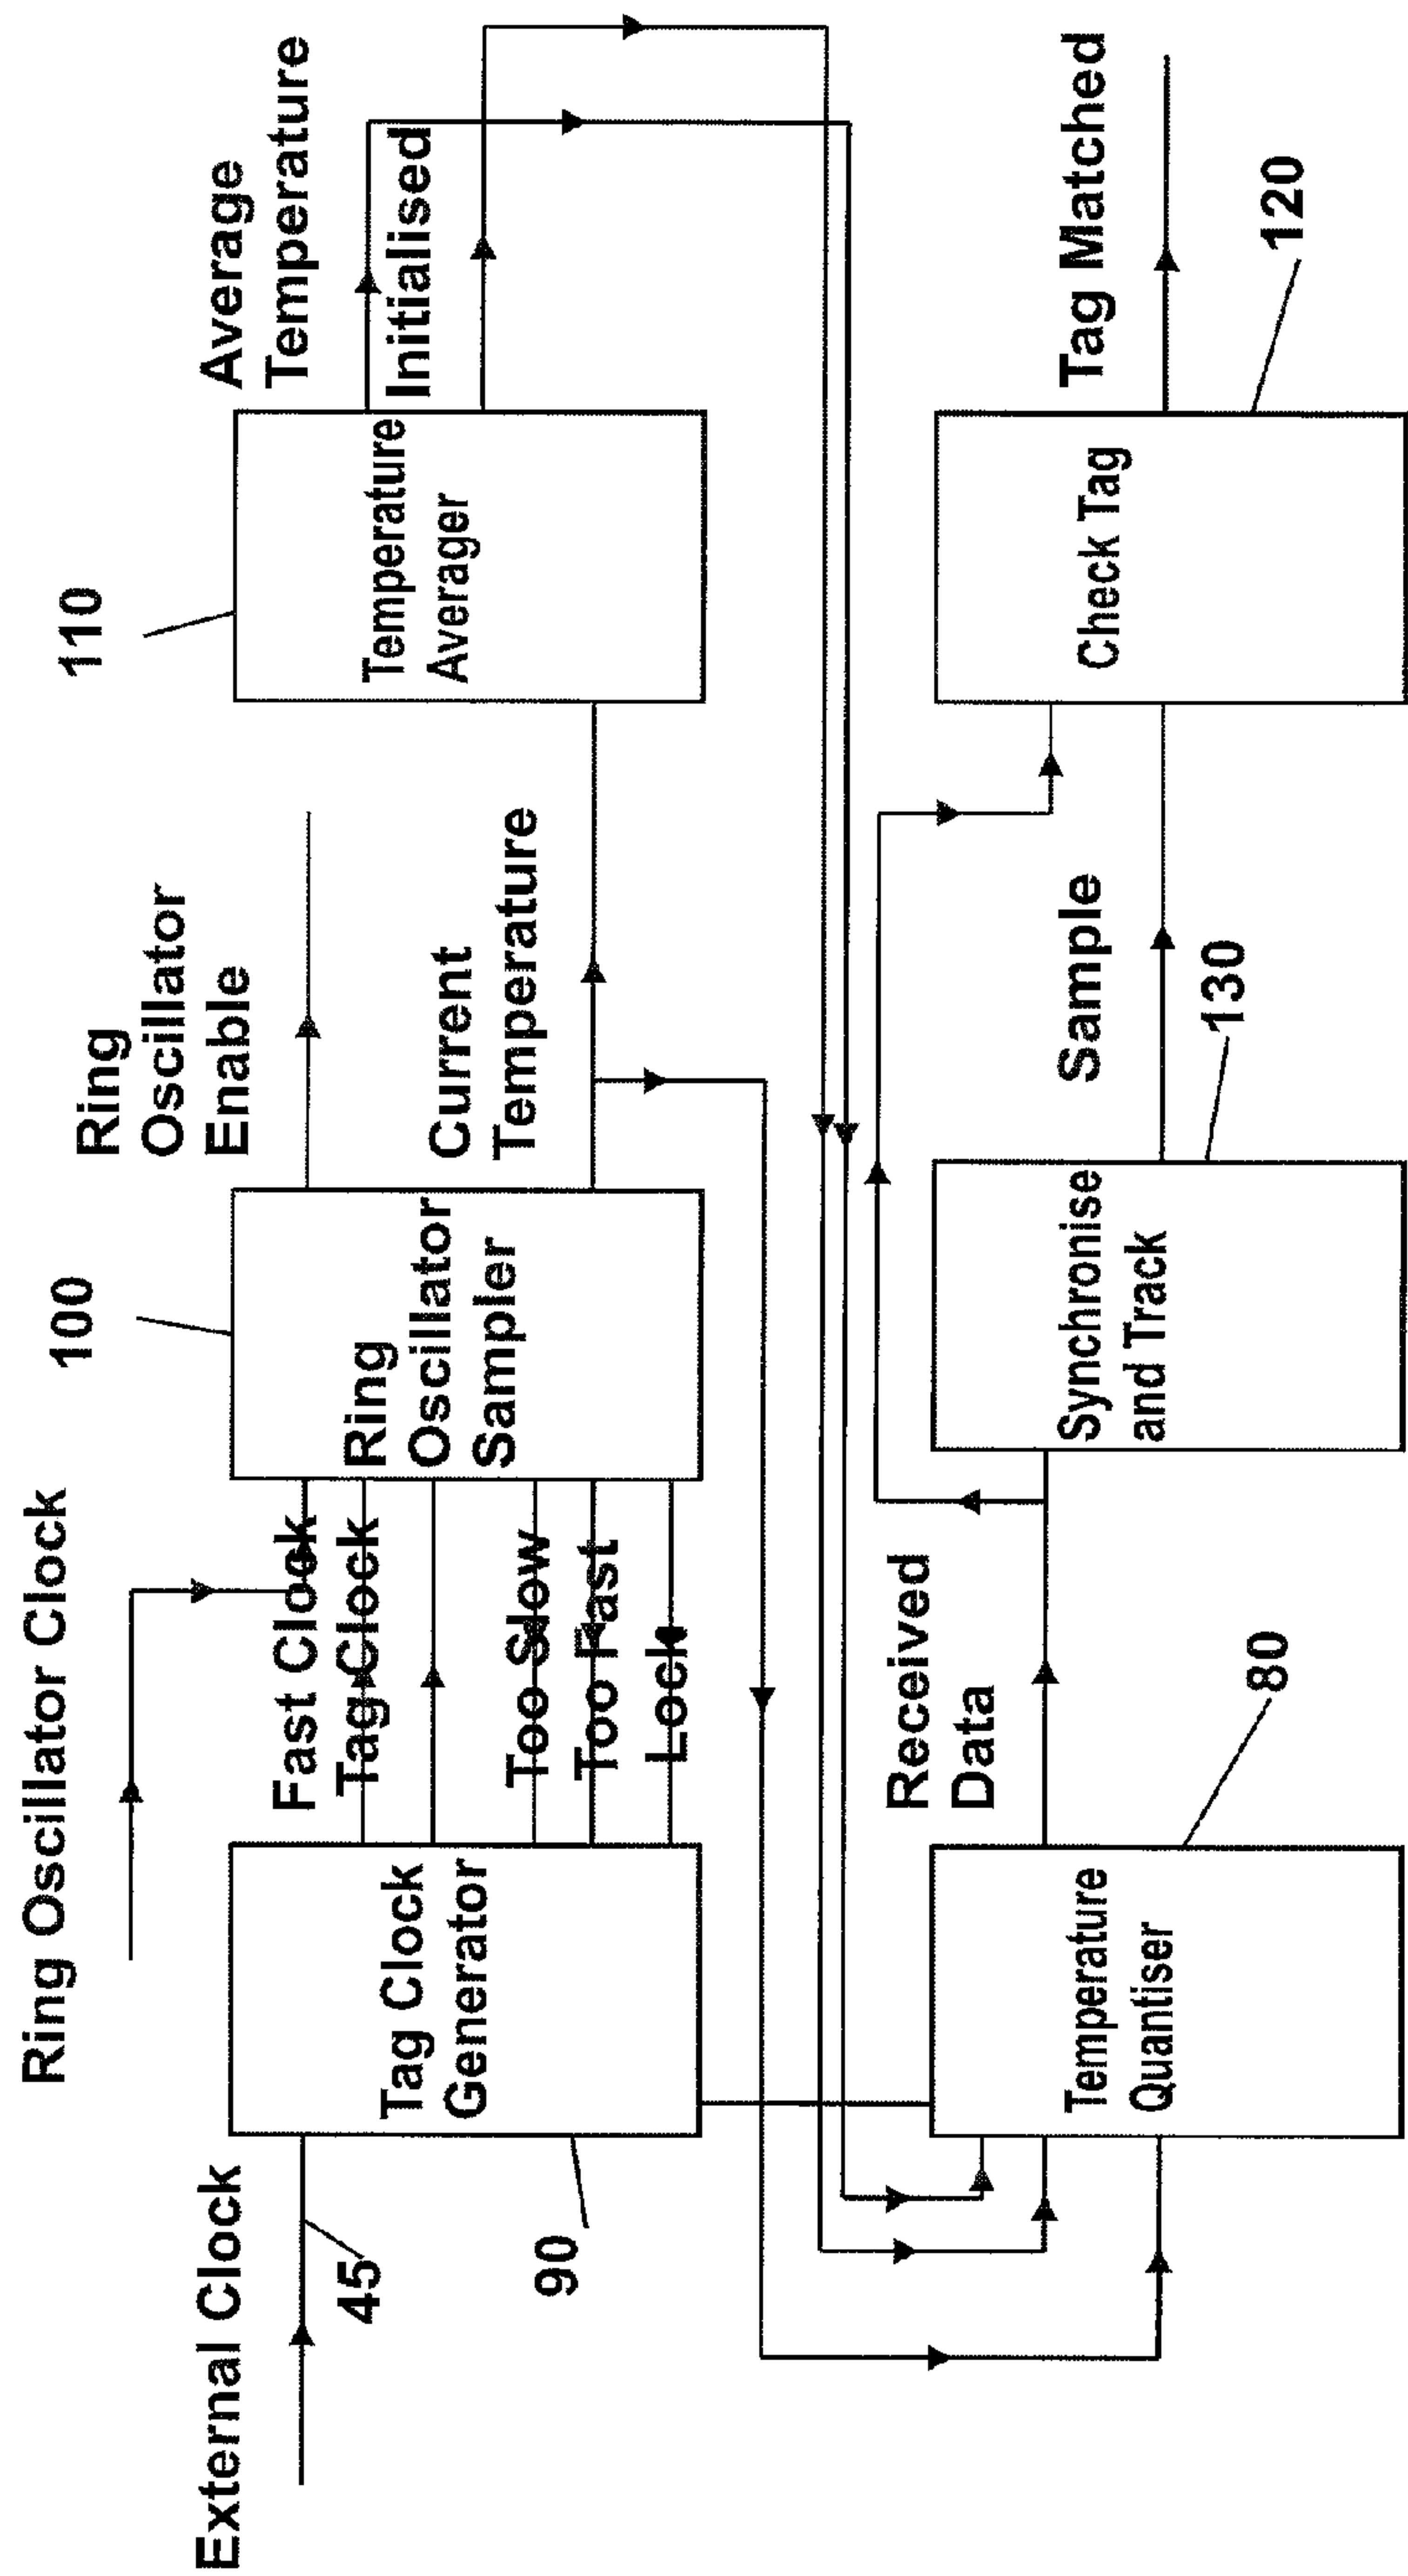 Ring Oscillator Clock
100
110
Ring
Oscillator
Enable
External Clock
Average
Temperature
45
90
Tag Clock
Generator
Fast Clock
Tag Clock
Too Slow
Too Fast
Lock
Ring
Oscillator
Sampler
Current
Temperature
Temperature
Averager
Initialised
Received
Data
Temperature
Quantiser
80
Synchronise
and Track
Sample
130
Check Tag
Tag Matched
120